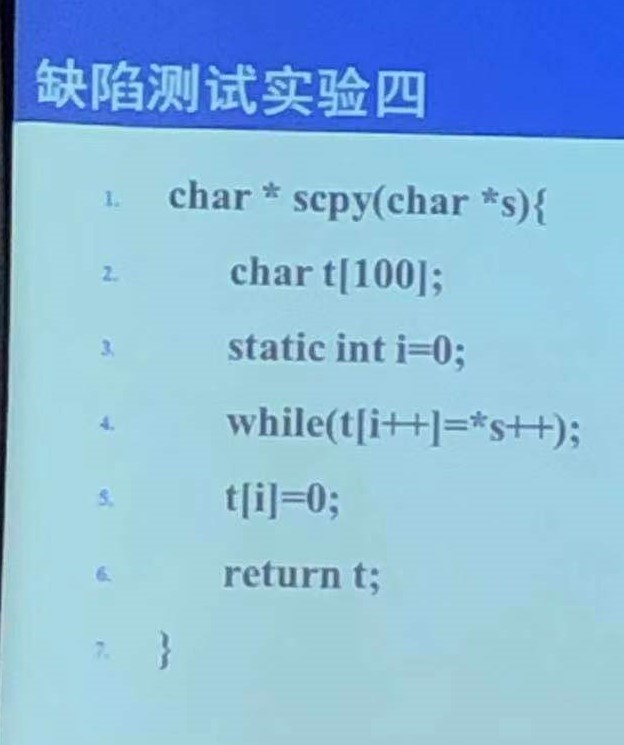 缺陷测试实验四
1. char * scpy(char *s){
2. char t[100];
3. static int i=0;
4. while(t[i++]=*s++);
5. t[i]=0;
6. return t;
7. }